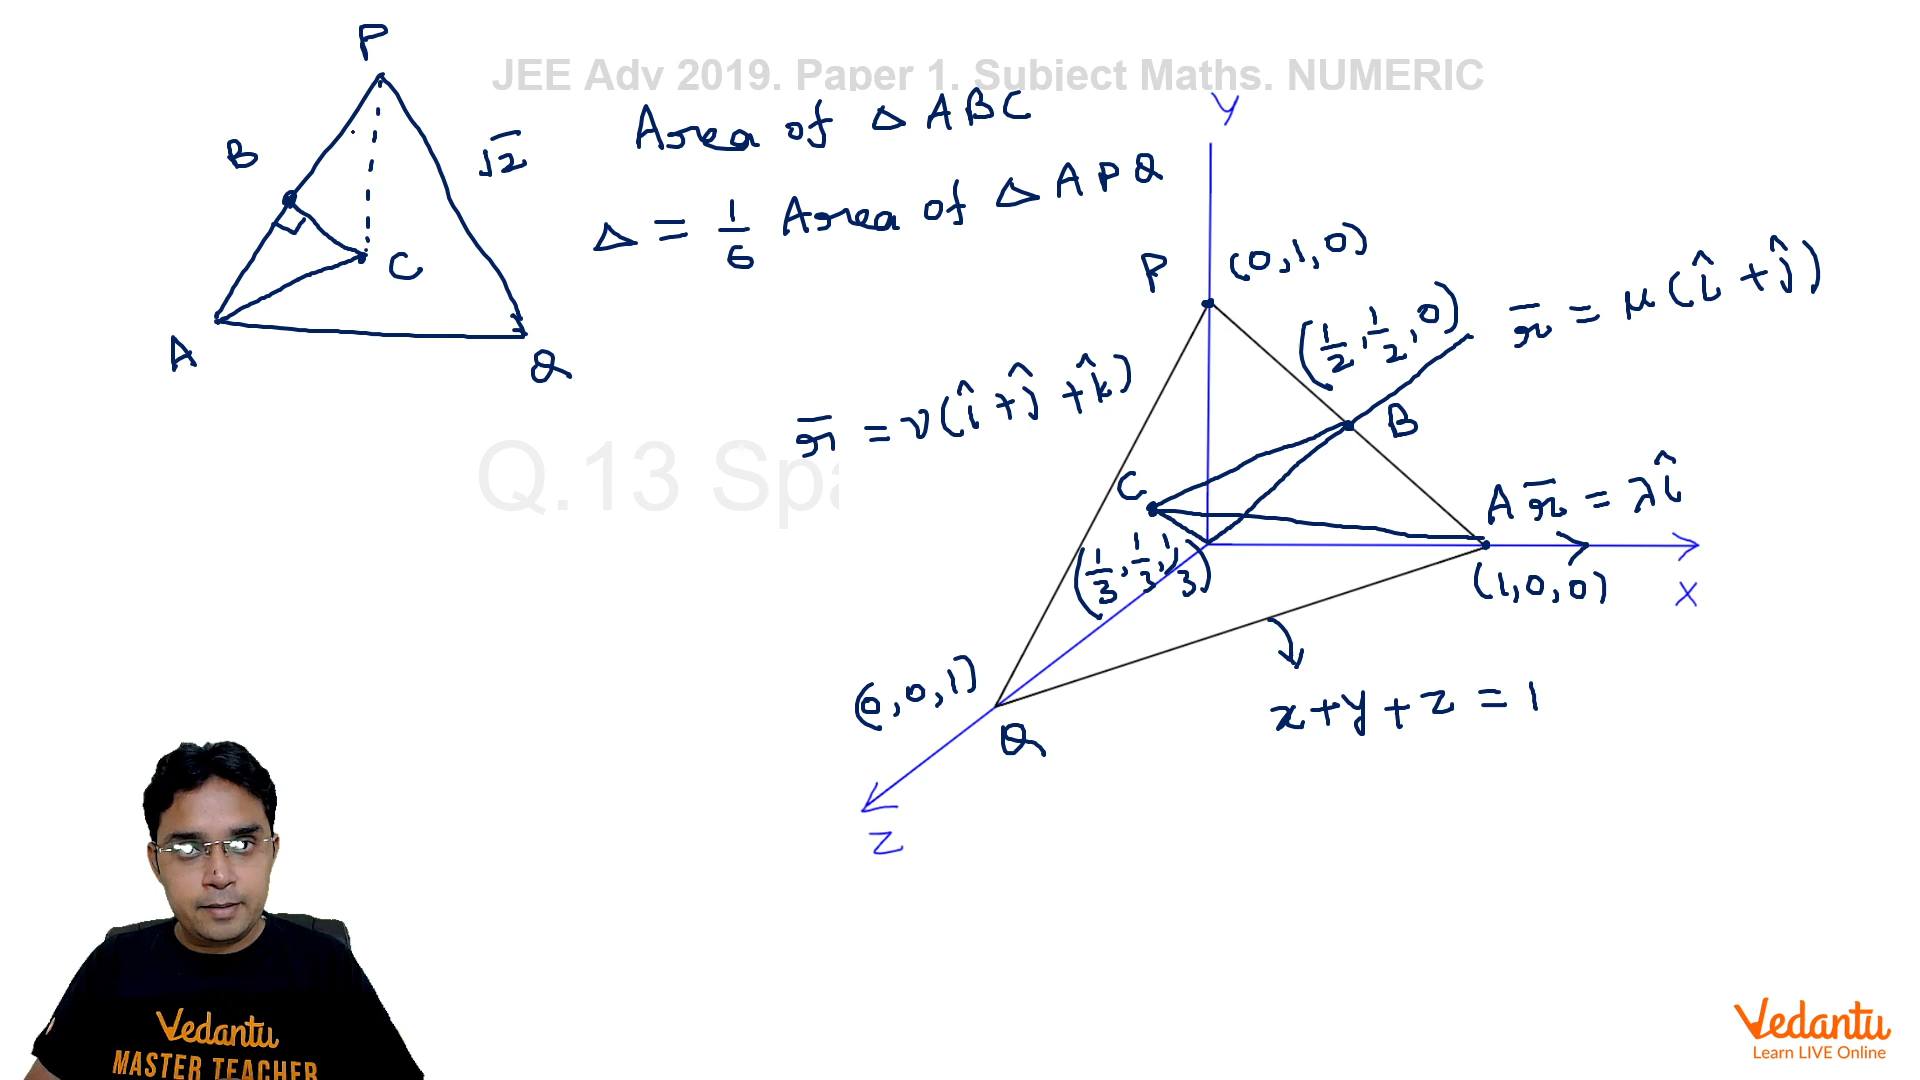 JEE Adv 2019. Paper 1. Subject Maths. NUMERIC
P
B
√2
C
A
Q
Area of △ ABC
△ = 1/6 Area of △ APQ
Y
P (0,1,0)
(1/2, 1/2, 0)
r̄ = μ(î + ĵ)
r̄ = ν(î + ĵ + k̂)
B
Q.13 Spa
C
A r̄ = λî
(1/3, 1/3, 1/3)
(1,0,0)
X
(0,0,1)
Q
x+y+z = 1
Z
Vedantu
MASTER TEACHER
Vedantu
Learn LIVE Online